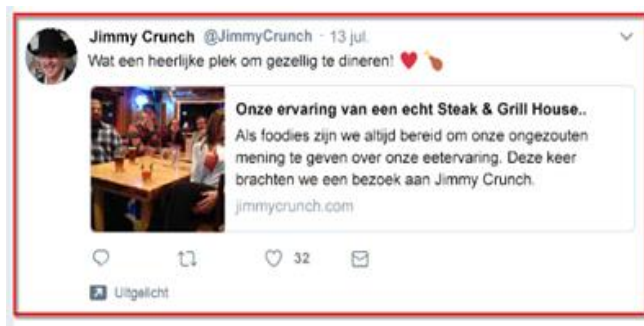 Jimmy Crunch @JimmyCrunch · 13 jul.
Wat een heerlijke plek om gezellig te dineren!
Onze ervaring van een echt Steak & Grill House..
Als foodies zijn we altijd bereid om onze ongezouten
mening te geven over onze eetervaring. Deze keer
brachten we een bezoek aan Jimmy Crunch.
jimmycrunch.com
32
Uitgelicht